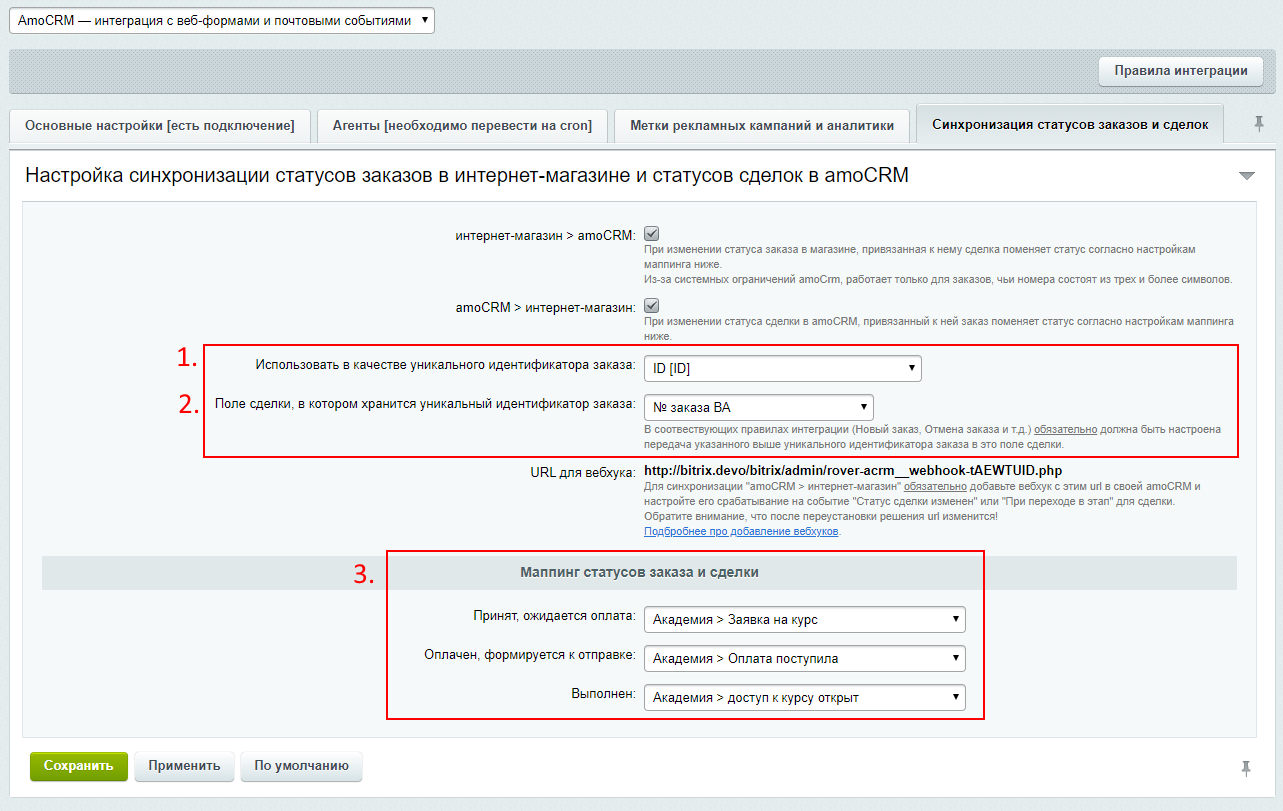 AmoCRM — интеграция с веб-формами и почтовыми событиями
Правила интеграции
Основные настройки [есть подключение]
Агенты [необходимо перевести на cron]
Метки рекламных кампаний и аналитики
Синхронизация статусов заказов и сделок
Настройка синхронизации статусов заказов в интернет-магазине и статусов сделок в amoCRM
интернет-магазин > amoCRM:
При изменении статуса заказа в магазине, привязанная к нему сделка поменяет статус согласно настройкам
маппинга ниже.
Из-за системных ограничений amoCrm, работает только для заказов, чьи номера состоят из трех и более символов.
amoCRM > интернет-магазин:
При изменении статуса сделки в amoCRM, привязанный к ней заказ поменяет статус согласно настройкам маппинга
ниже.
1.
Использовать в качестве уникального идентификатора заказа:
ID [ID]
2.
Поле сделки, в котором хранится уникальный идентификатор заказа:
№ заказа ВА
В соотвествующих правилах интеграции (Новый заказ, Отмена заказа и т.д.) обязательно должна быть настроена
передача указанного выше уникального идентификатора заказа в это поле сделки.
URL для вебхука:
http://bitrix.devo/bitrix/admin/rover-acrm__webhook-tAEWTUID.php
Для синхронизации "amoCRM > интернет-магазин" обязательно добавьте вебхук с этим url в своей amoCRM и
настройте его срабатывание на событие "Статус сделки изменен" или "При переходе в этап" для сделки.
Обратите внимание, что после переустановки решения url изменится!
Подбробнее про добавление вебхуков.
3.
Маппинг статусов заказа и сделки
Принят, ожидается оплата:
Академия > Заявка на курс
Оплачен, формируется к отправке:
Академия > Оплата поступила
Выполнен:
Академия > доступ к курсу открыт
Сохранить
Применить
По умолчанию